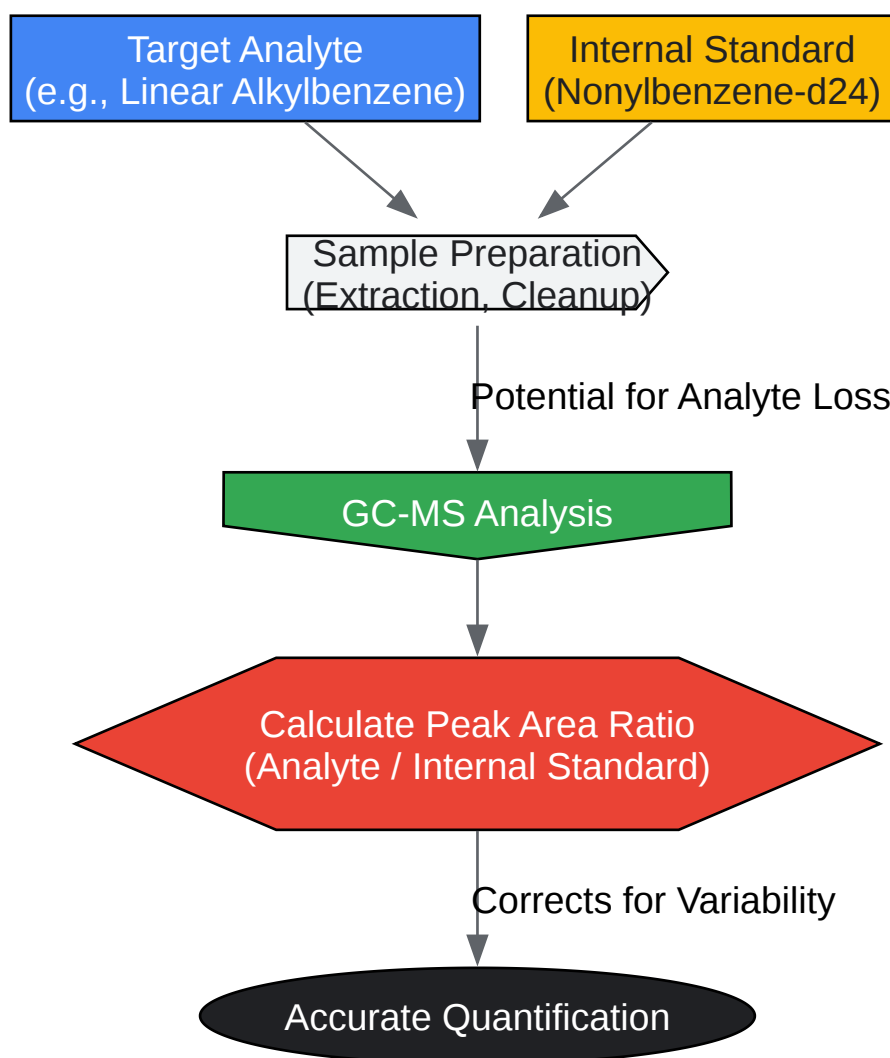 Target Analyte
(e.g., Linear Alkylbenzene)
Internal Standard
(Nonylbenzene-d24)
Sample Preparation
(Extraction, Cleanup)
Potential for Analyte Loss
GC-MS Analysis
Calculate Peak Area Ratio
(Analyte / Internal Standard)
Corrects for Variability
Accurate Quantification